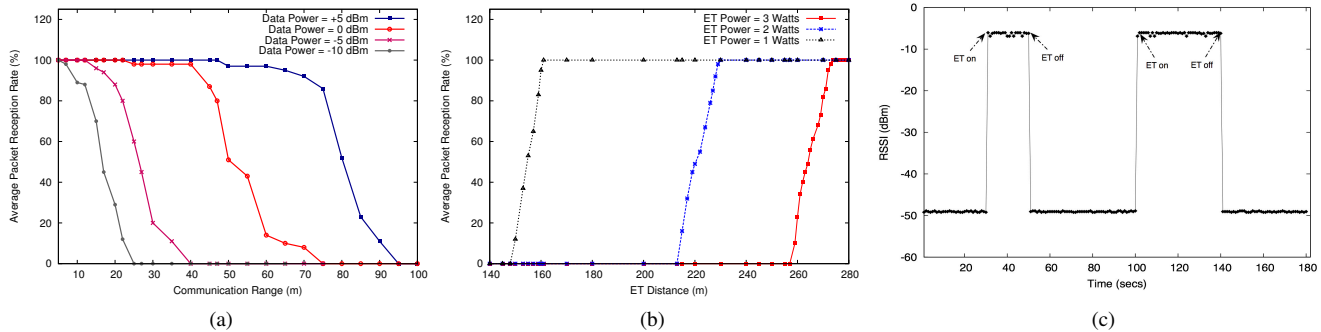 Data Power = +5 dBm
Data Power = 0 dBm
Data Power = -5 dBm
Data Power = -10 dBm
Average Packet Reception Rate (%)
120
100
80
60
40
20
0
10 20 30 40 50 60 70 80 90 100
Communication Range (m)
(a)
ET Power = 3 Watts
ET Power = 2 Watts
ET Power = 1 Watts
Average Packet Reception Rate (%)
120
100
80
60
40
20
0
140 160 180 200 220 240 260 280
ET Distance (m)
(b)
ET on
ET off
ET on
ET off
RSSI (dBm)
0
-10
-20
-30
-40
-50
-60
20 40 60 80 100 120 140 160 180
Time (secs)
(c)